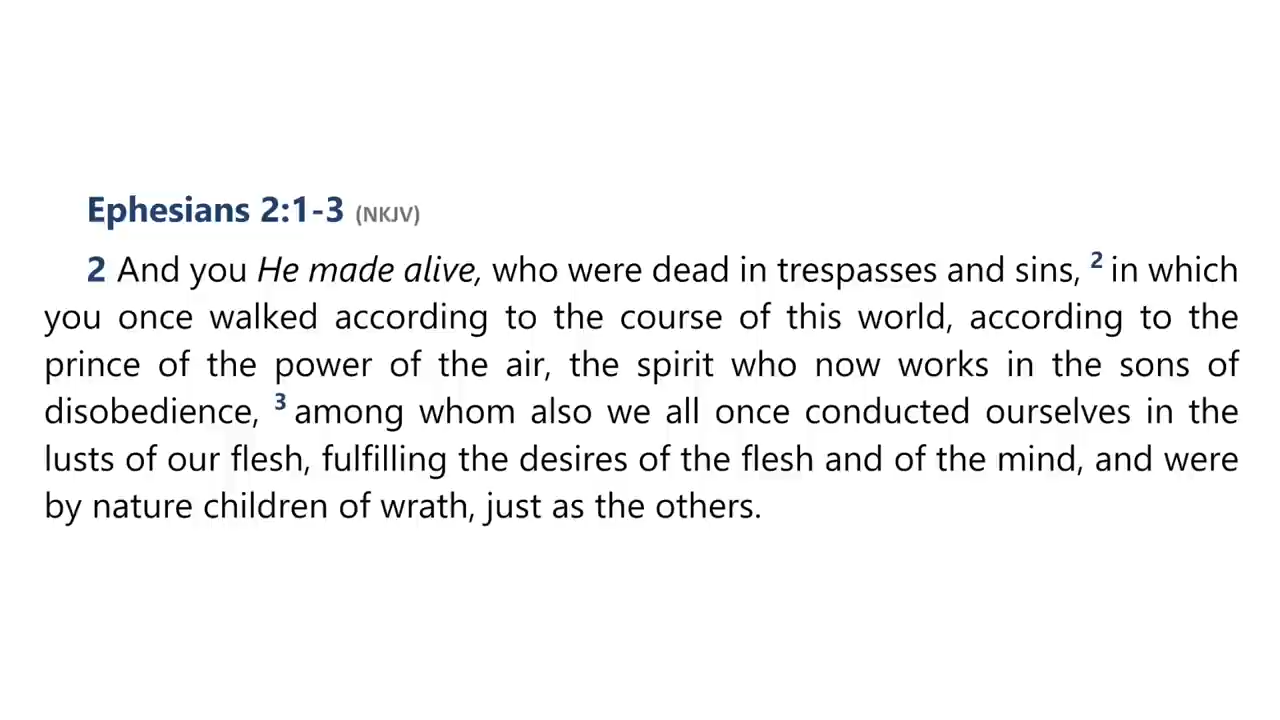 Ephesians 2:1-3 (NKJV)
2 And you He made alive, who were dead in trespasses and sins, 2 in which
you once walked according to the course of this world, according to the
prince of the power of the air, the spirit who now works in the sons of
disobedience, 3 among whom also we all once conducted ourselves in the
lusts of our flesh, fulfilling the desires of the flesh and of the mind, and were
by nature children of wrath, just as the others.